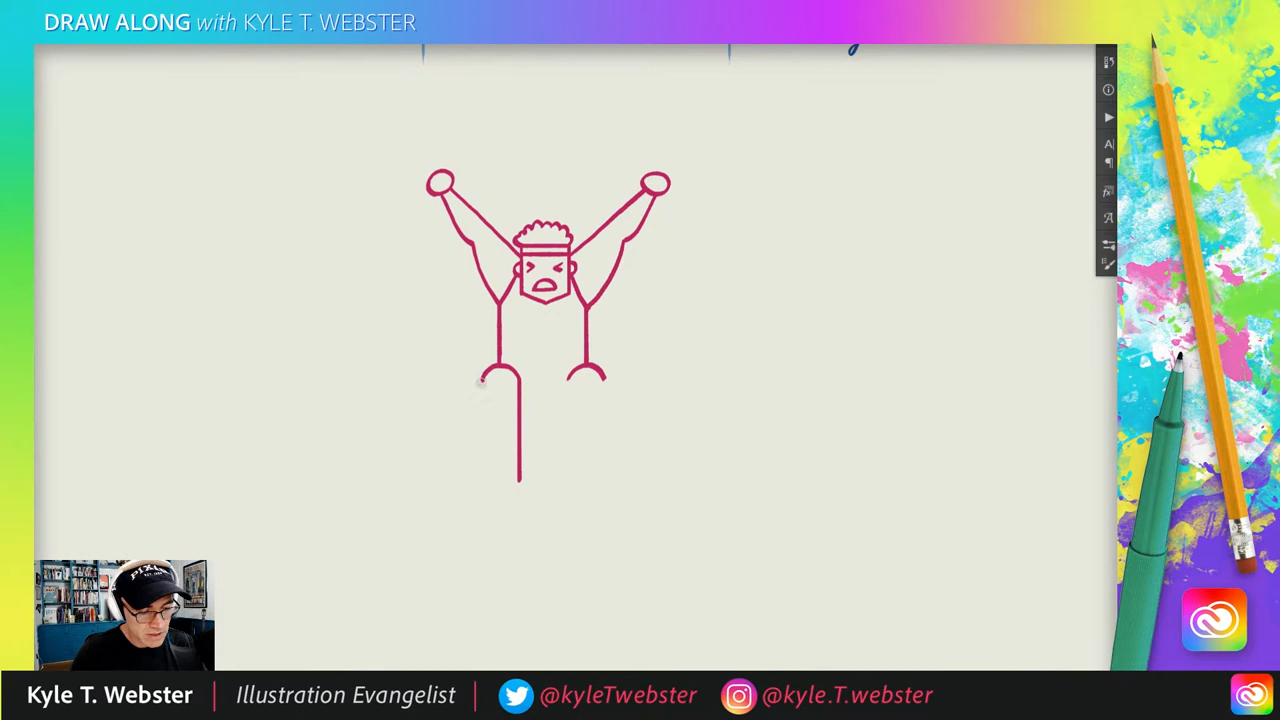 DRAW ALONG with KYLE T. WEBSTER
Kyle T. Webster | Illustration Evangelist | @kyleTwebster @kyle.T.webster